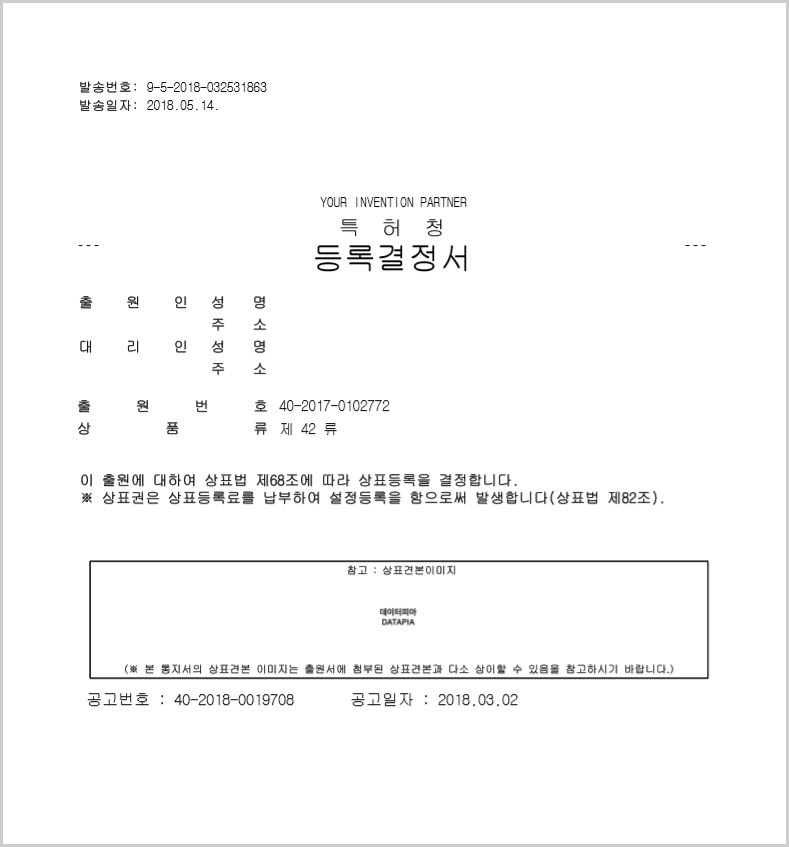 발송번호: 9-5-2018-032531863
발송일자: 2018.05.14.
YOUR INVENTION PARTNER
특 허 청
--- ---
등록결정서
출 원 인 성 명
주 소
대 리 인 성 명
주 소
출 원 번 호 40-2017-0102772
상 품 류 제 42 류
이 출원에 대하여 상표법 제68조에 따라 상표등록을 결정합니다.
※ 상표권은 상표등록료를 납부하여 설정등록을 함으로써 발생합니다(상표법 제82조).
참고 : 상표견본이미지
데이터피아
DATAPIA
(※ 본 통지서의 상표견본 이미지는 출원서에 첨부된 상표견본과 다소 상이할 수 있음을 참고하시기 바랍니다.)
공고번호 : 40-2018-0019708 공고일자 : 2018.03.02